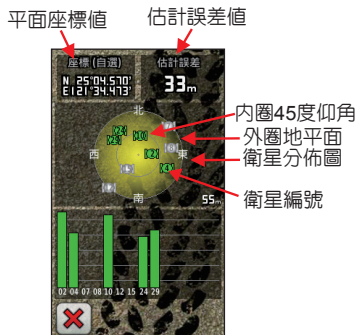 平面座標值
估計誤差值
座標 (自選)
估計誤差
N 25°04.570'
E121°34.473'
33m
北
西
東
南
內圈45度仰角
外圈地平面
衛星分佈圖
衛星編號
55m
02 04 07 08 10 12 15 24 29